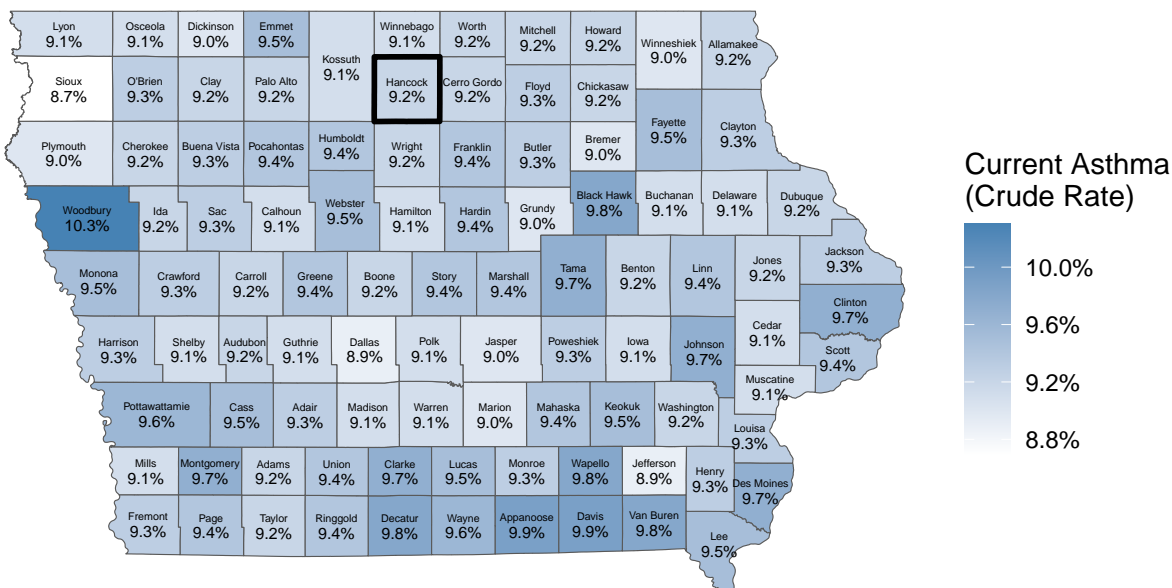 Lyon
9.1%
Osceola
9.1%
Dickinson
9.0%
Emmet
9.5%
Kossuth
9.1%
Winnebago
9.1%
Worth
9.2%
Mitchell
9.2%
Howard
9.2%
Winneshiek
9.0%
Allamakee
9.2%
Sioux
8.7%
O'Brien
9.3%
Clay
9.2%
Palo Alto
9.2%
Hancock
9.2%
Cerro Gordo
9.2%
Floyd
9.3%
Chickasaw
9.2%
Fayette
9.5%
Clayton
9.3%
Plymouth
9.0%
Cherokee
9.2%
Buena Vista
9.3%
Pocahontas
9.4%
Humboldt
9.4%
Wright
9.2%
Franklin
9.4%
Butler
9.3%
Bremer
9.0%
Woodbury
10.3%
Ida
9.2%
Sac
9.3%
Calhoun
9.1%
Webster
9.5%
Hamilton
9.1%
Hardin
9.4%
Grundy
9.0%
Black Hawk
9.8%
Buchanan
9.1%
Delaware
9.1%
Dubuque
9.2%
Monona
9.5%
Crawford
9.3%
Carroll
9.2%
Greene
9.4%
Boone
9.2%
Story
9.4%
Marshall
9.4%
Tama
9.7%
Benton
9.2%
Linn
9.4%
Jones
9.2%
Jackson
9.3%
Clinton
9.7%
Harrison
9.3%
Shelby
9.1%
Audubon
9.2%
Guthrie
9.1%
Dallas
8.9%
Polk
9.1%
Jasper
9.0%
Poweshiek
9.3%
Iowa
9.1%
Johnson
9.7%
Cedar
9.1%
Scott
9.4%
Muscatine
9.1%
Pottawattamie
9.6%
Cass
9.5%
Adair
9.3%
Madison
9.1%
Warren
9.1%
Marion
9.0%
Mahaska
9.4%
Keokuk
9.5%
Washington
9.2%
Louisa
9.3%
Mills
9.1%
Montgomery
9.7%
Adams
9.2%
Union
9.4%
Clarke
9.7%
Lucas
9.5%
Monroe
9.3%
Wapello
9.8%
Jefferson
8.9%
Henry
9.3%
Des Moines
9.7%
Fremont
9.3%
Page
9.4%
Taylor
9.2%
Ringgold
9.4%
Decatur
9.8%
Wayne
9.6%
Appanoose
9.9%
Davis
9.9%
Van Buren
9.8%
Lee
9.5%
Current Asthma
(Crude Rate)
10.0%
9.6%
9.2%
8.8%